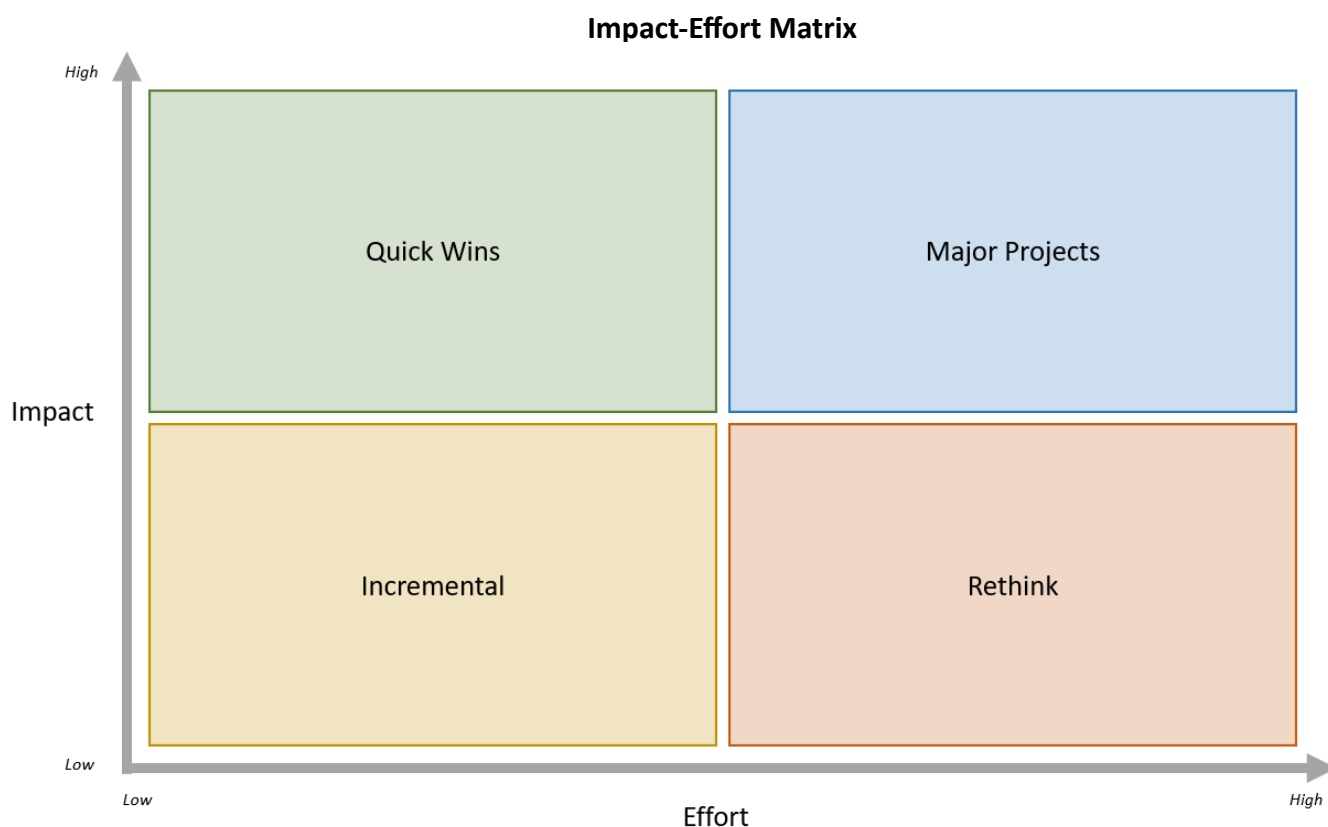 Impact-Effort Matrix
High
Quick Wins
Major Projects
Impact
Incremental
Rethink
Low
Low
High
Effort